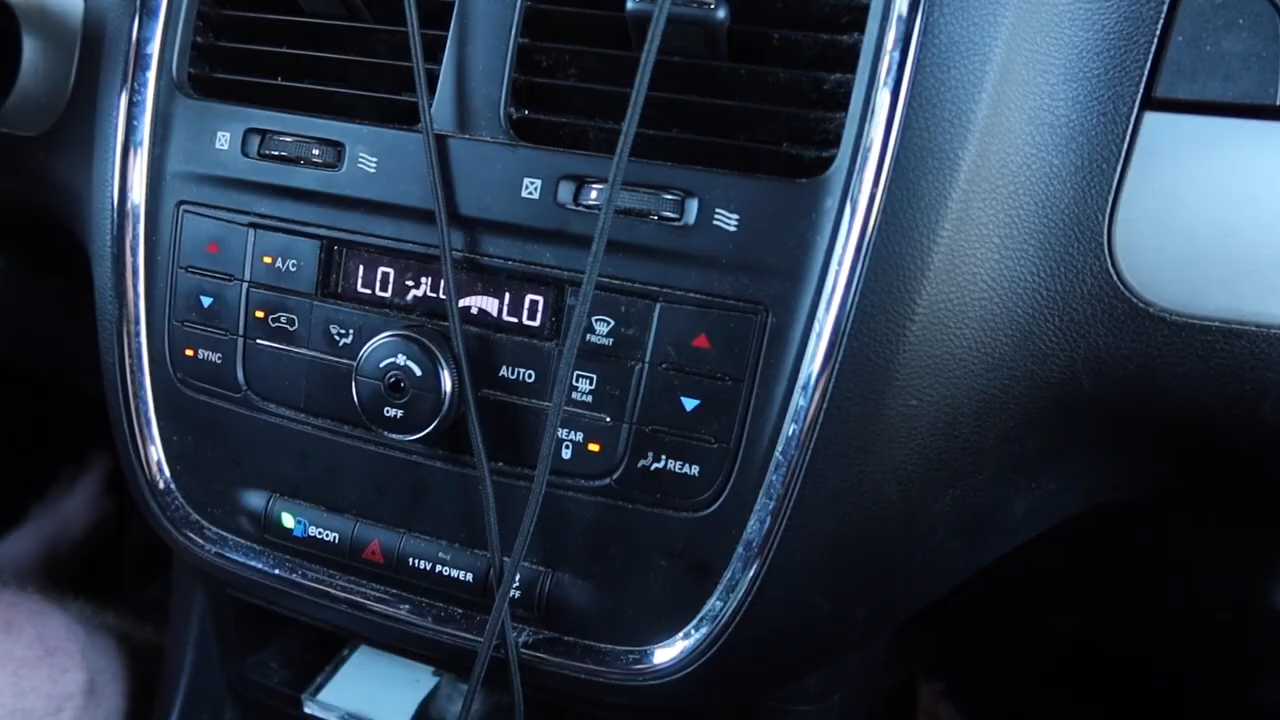 A/C
LO
LO
FRONT
SYNC
AUTO
REAR
OFF
REAR
REAR
econ
115V POWER